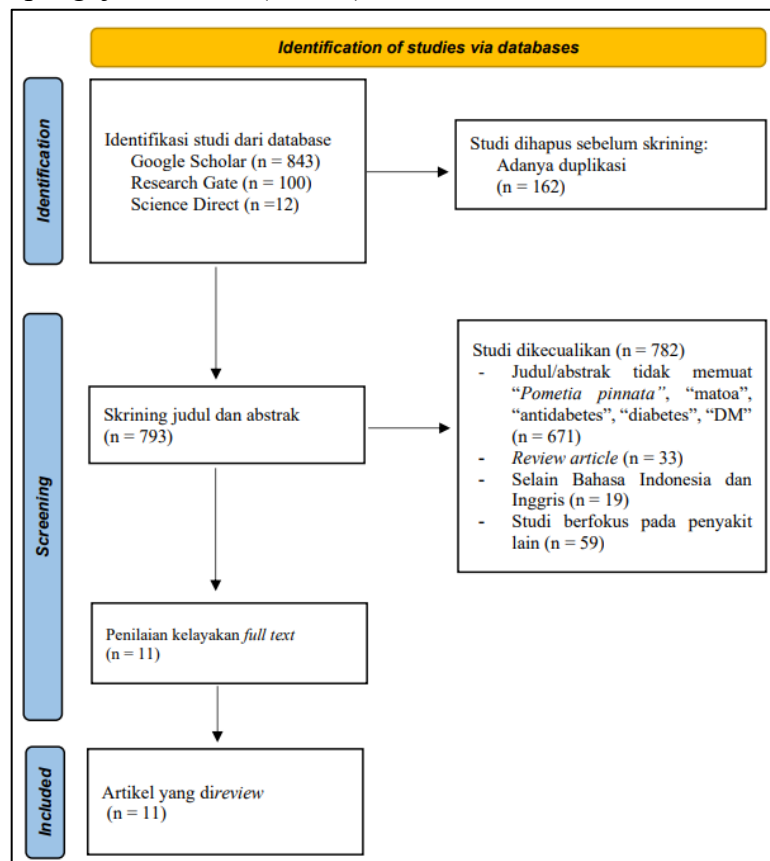 Identification of studies via databases
Identification
Identifikasi studi dari database
Google Scholar (n = 843)
Research Gate (n = 100)
Science Direct (n =12)
Studi dihapus sebelum skrining:
Adanya duplikasi
(n = 162)
Screening
Skrining judul dan abstrak
(n = 793)
Studi dikecualikan (n = 782)
- Judul/abstrak tidak memuat
“Pometia pinnata”, “matoa”,
“antidabetes”, “diabetes”, “DM”
(n = 671)
- Review article (n = 33)
- Selain Bahasa Indonesia dan
Inggris (n = 19)
- Studi berfokus pada penyakit
lain (n = 59)
Penilaian kelayakan full text
(n = 11)
Included
Artikel yang direview
(n = 11)